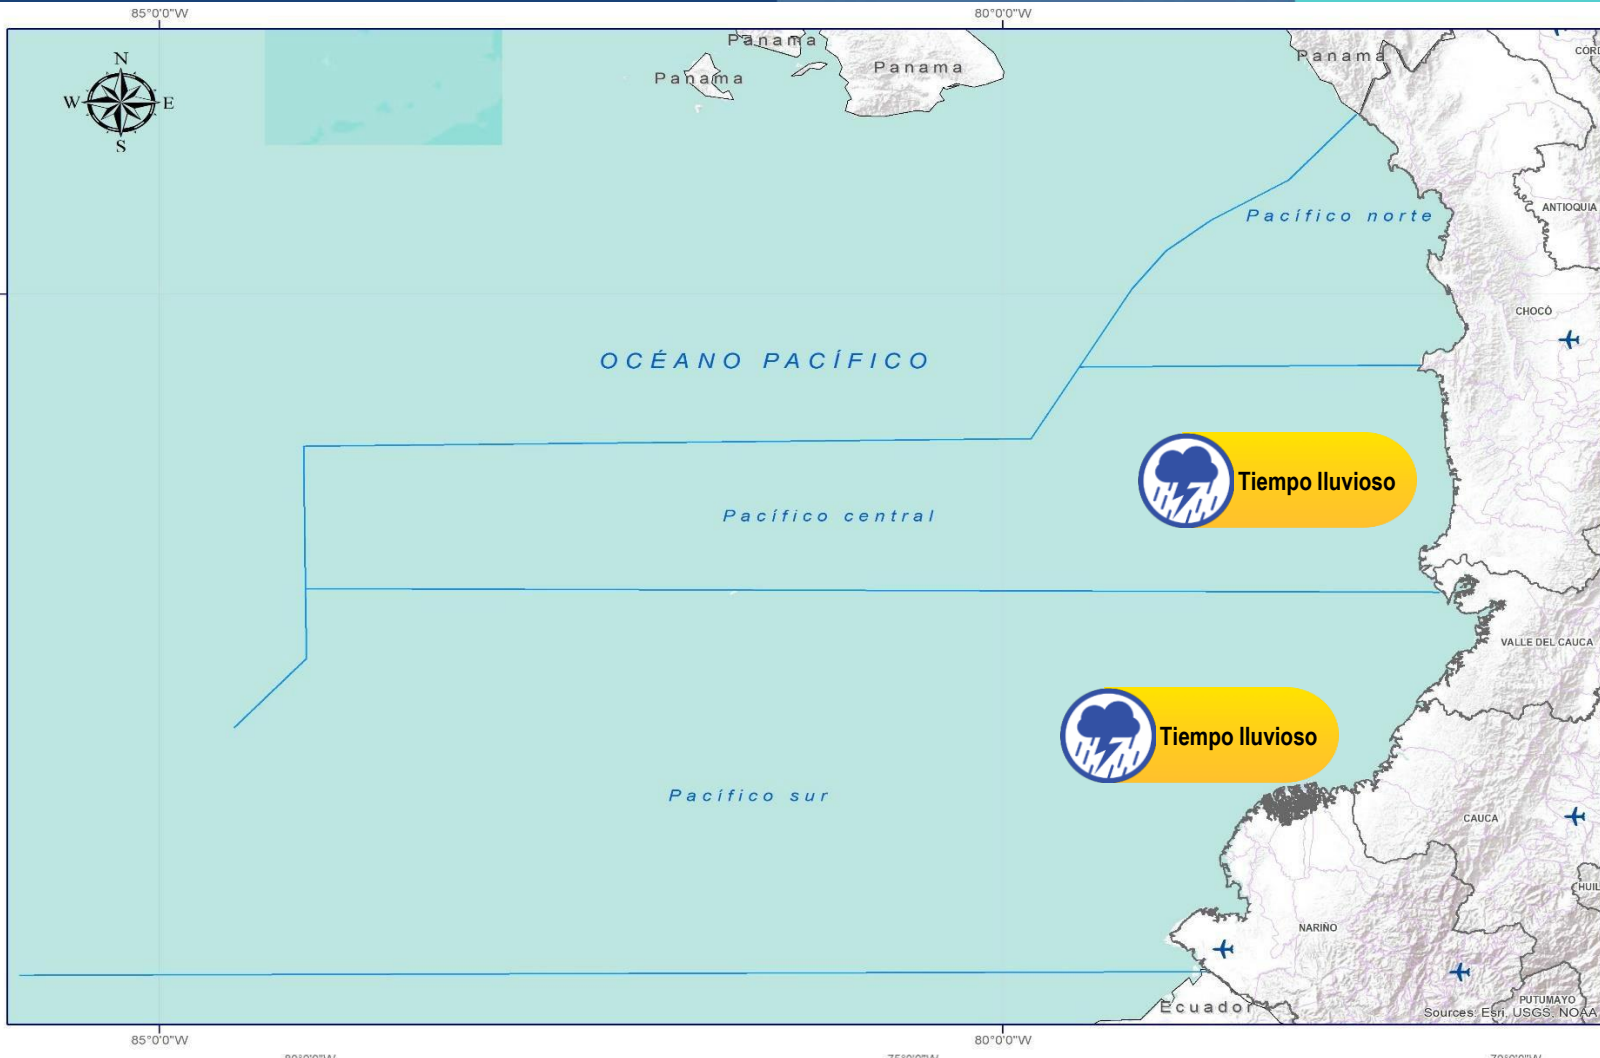 85°0'0"W
80°0'0"W
N
W
E
S
Panama
Panama
Panama
Panama
ANTIOQUIA
Pacífico norte
CHOCÓ
OCÉANO PACÍFICO
Tiempo lluvioso
Pacífico central
VALLE DEL CAUCA
Tiempo lluvioso
Pacífico sur
CAUCA
HUIL
NARIÑO
PUTUMAYO
Ecuador
Sources: Esri, USGS, NOAA
85°0'0"W
80°0'0"W